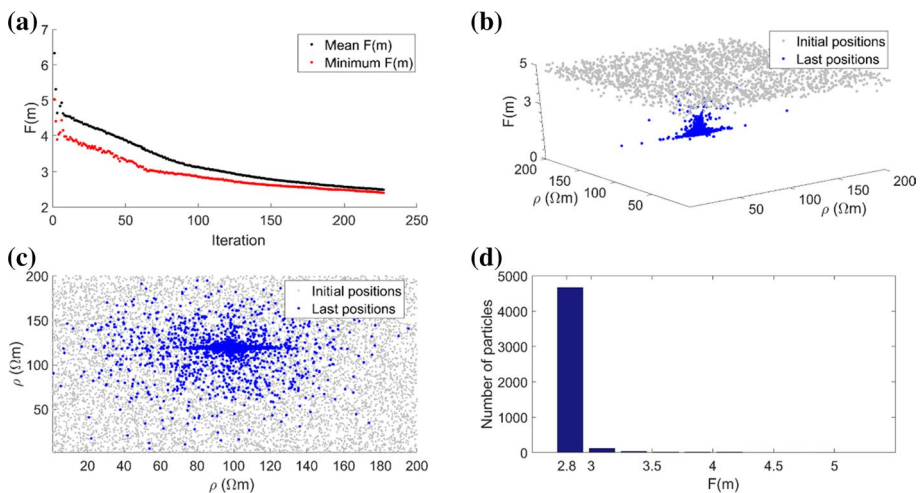 (a)
7
6
5
4
3
2
F(m)
0
50
100
150
200
250
Iteration
Mean F(m)
Minimum F(m)
(b)
Initial positions
Last positions
5
3
0
F(m)
200
150
100
50
ρ (Ωm)
50
100
150
200
ρ (Ωm)
(c)
200
150
100
50
ρ (Ωm)
20
40
60
80
100
120
140
160
180
200
ρ (Ωm)
Initial positions
Last positions
(d)
5000
4000
3000
2000
1000
0
Number of particles
2.8
3
3.5
4
4.5
5
F(m)